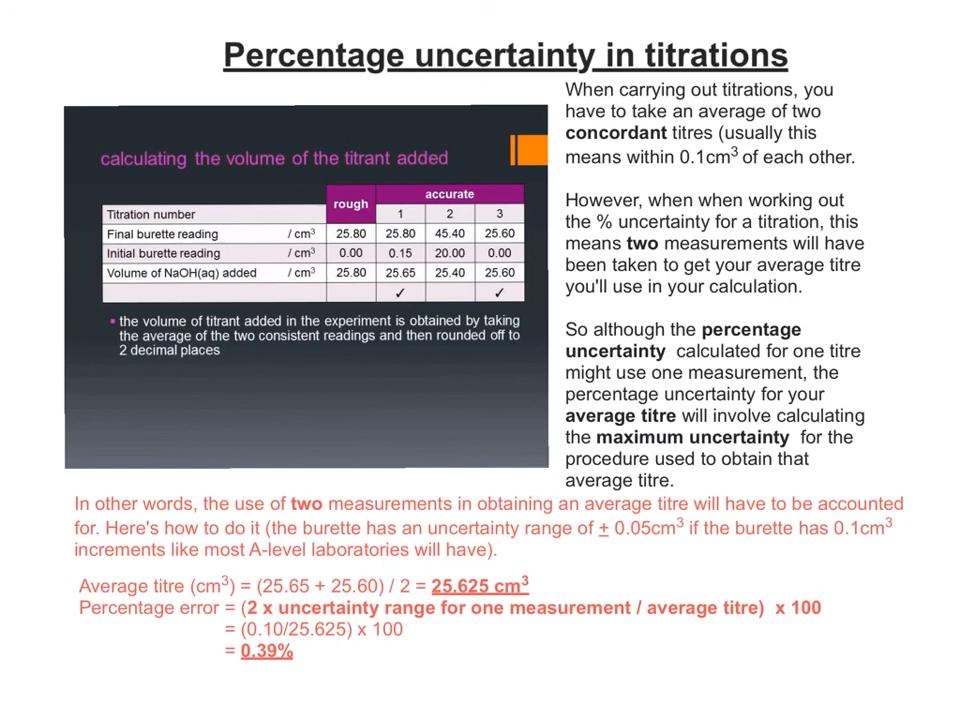 Percentage uncertainty in titrations
When carrying out titrations, you
have to take an average of two
concordant titres (usually this
means within 0.1cm³ of each other.
However, when when working out
the % uncertainty for a titration, this
means two measurements will have
been taken to get your average titre
you'll use in your calculation.
So although the percentage
uncertainty calculated for one titre
might use one measurement, the
percentage uncertainty for your
average titre will involve calculating
the maximum uncertainty for the
procedure used to obtain that
average titre.
calculating the volume of the titrant added
rough accurate
Titration number 1 2 3
Final burette reading / cm³ 25.80 25.80 45.40 25.60
Initial burette reading / cm³ 0.00 0.15 20.00 0.00
Volume of NaOH(aq) added / cm³ 25.80 25.65 25.40 25.60
✓ ✓
▪ the volume of titrant added in the experiment is obtained by taking
the average of the two consistent readings and then rounded off to
2 decimal places
In other words, the use of two measurements in obtaining an average titre will have to be accounted
for. Here's how to do it (the burette has an uncertainty range of ± 0.05cm³ if the burette has 0.1cm³
increments like most A-level laboratories will have).
Average titre (cm³) = (25.65 + 25.60) / 2 = 25.625 cm³
Percentage error = (2 x uncertainty range for one measurement / average titre) x 100
= (0.10/25.625) x 100
= 0.39%